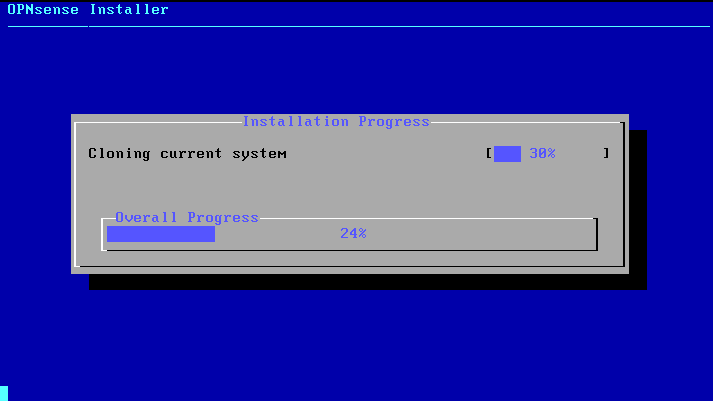 OPNsense Installer
Installation Progress
Cloning current system [ 30% ]
Overall Progress
24%